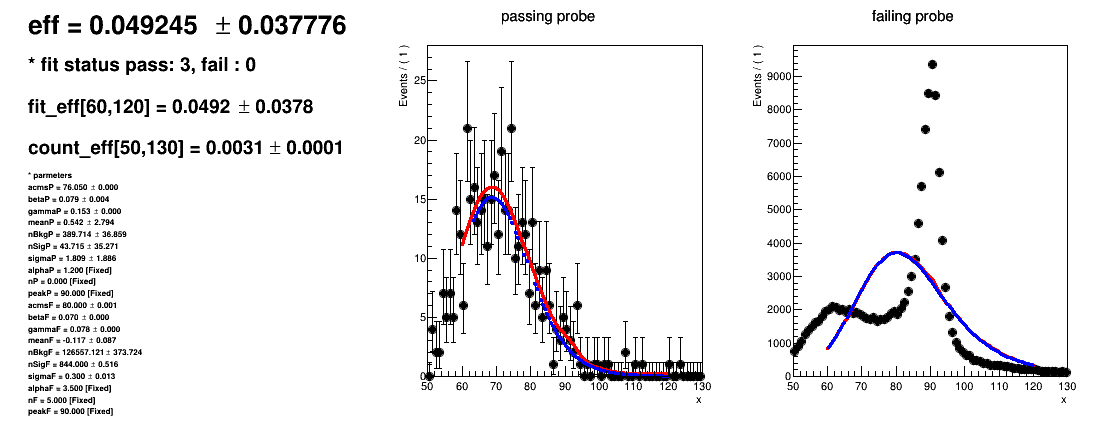 eff = 0.049245 ± 0.037776
* fit status pass: 3, fail : 0
fit_eff[60,120] = 0.0492 ± 0.0378
count_eff[50,130] = 0.0031 ± 0.0001
* parmeters
acmsP = 76.050 ± 0.000
betaP = 0.079 ± 0.004
gammaP = 0.153 ± 0.000
meanP = 0.542 ± 2.794
nBkgP = 389.714 ± 36.859
nSigP = 43.715 ± 35.271
sigmaP = 1.809 ± 1.886
alphaP = 1.200 [Fixed]
nP = 0.000 [Fixed]
peakP = 90.000 [Fixed]
acmsF = 80.000 ± 0.001
betaF = 0.070 ± 0.000
gammaF = 0.078 ± 0.000
meanF = -0.117 ± 0.087
nBkgF = 126557.121 ± 373.724
nSigF = 844.000 ± 0.516
sigmaF = 0.300 ± 0.013
alphaF = 3.500 [Fixed]
nF = 5.000 [Fixed]
peakF = 90.000 [Fixed]
passing probe
Events / ( 1 )
25
20
15
10
5
0
50 60 70 80 90 100 110 120 130
x
failing probe
Events / ( 1 )
9000
8000
7000
6000
5000
4000
3000
2000
1000
0
50 60 70 80 90 100 110 120 130
x